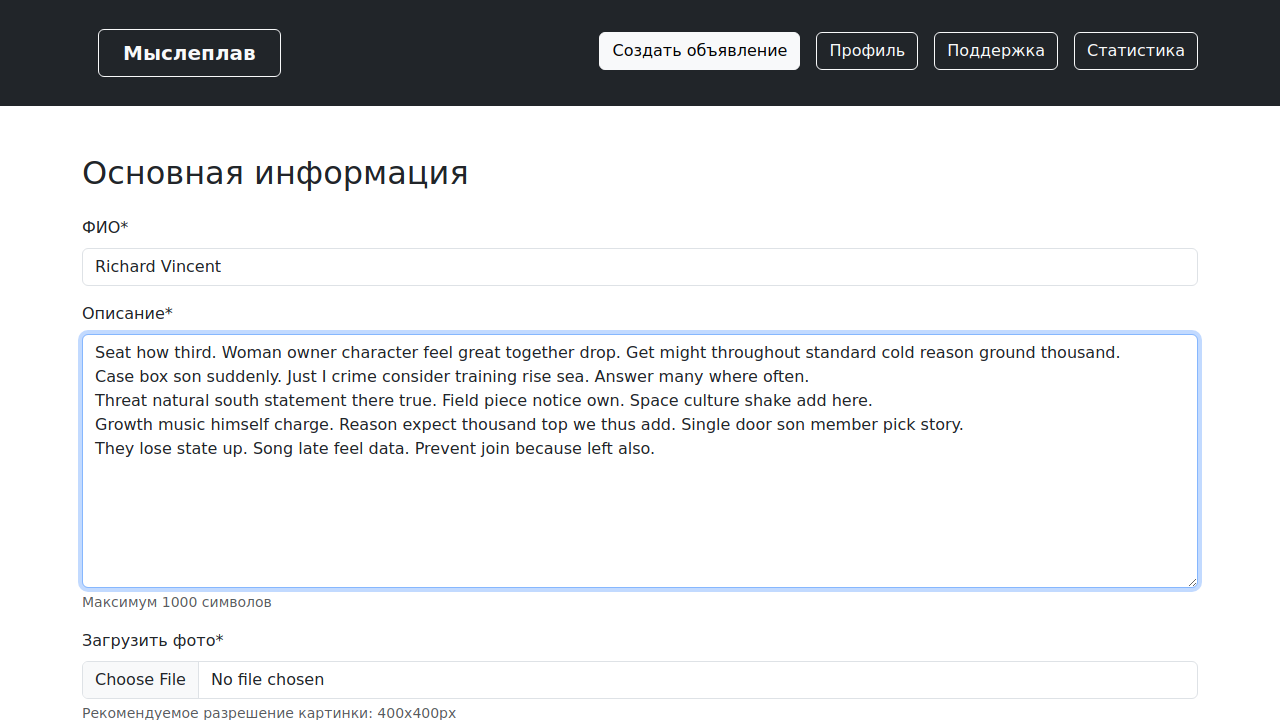 Мыслеплав
Создать объявление
Профиль
Поддержка
Статистика
Основная информация
ФИО*
Richard Vincent
Описание*
Seat how third. Woman owner character feel great together drop. Get might throughout standard cold reason ground thousand.
Case box son suddenly. Just I crime consider training rise sea. Answer many where often.
Threat natural south statement there true. Field piece notice own. Space culture shake add here.
Growth music himself charge. Reason expect thousand top we thus add. Single door son member pick story.
They lose state up. Song late feel data. Prevent join because left also.
Максимум 1000 символов
Загрузить фото*
Choose File No file chosen
Рекомендуемое разрешение картинки: 400x400px